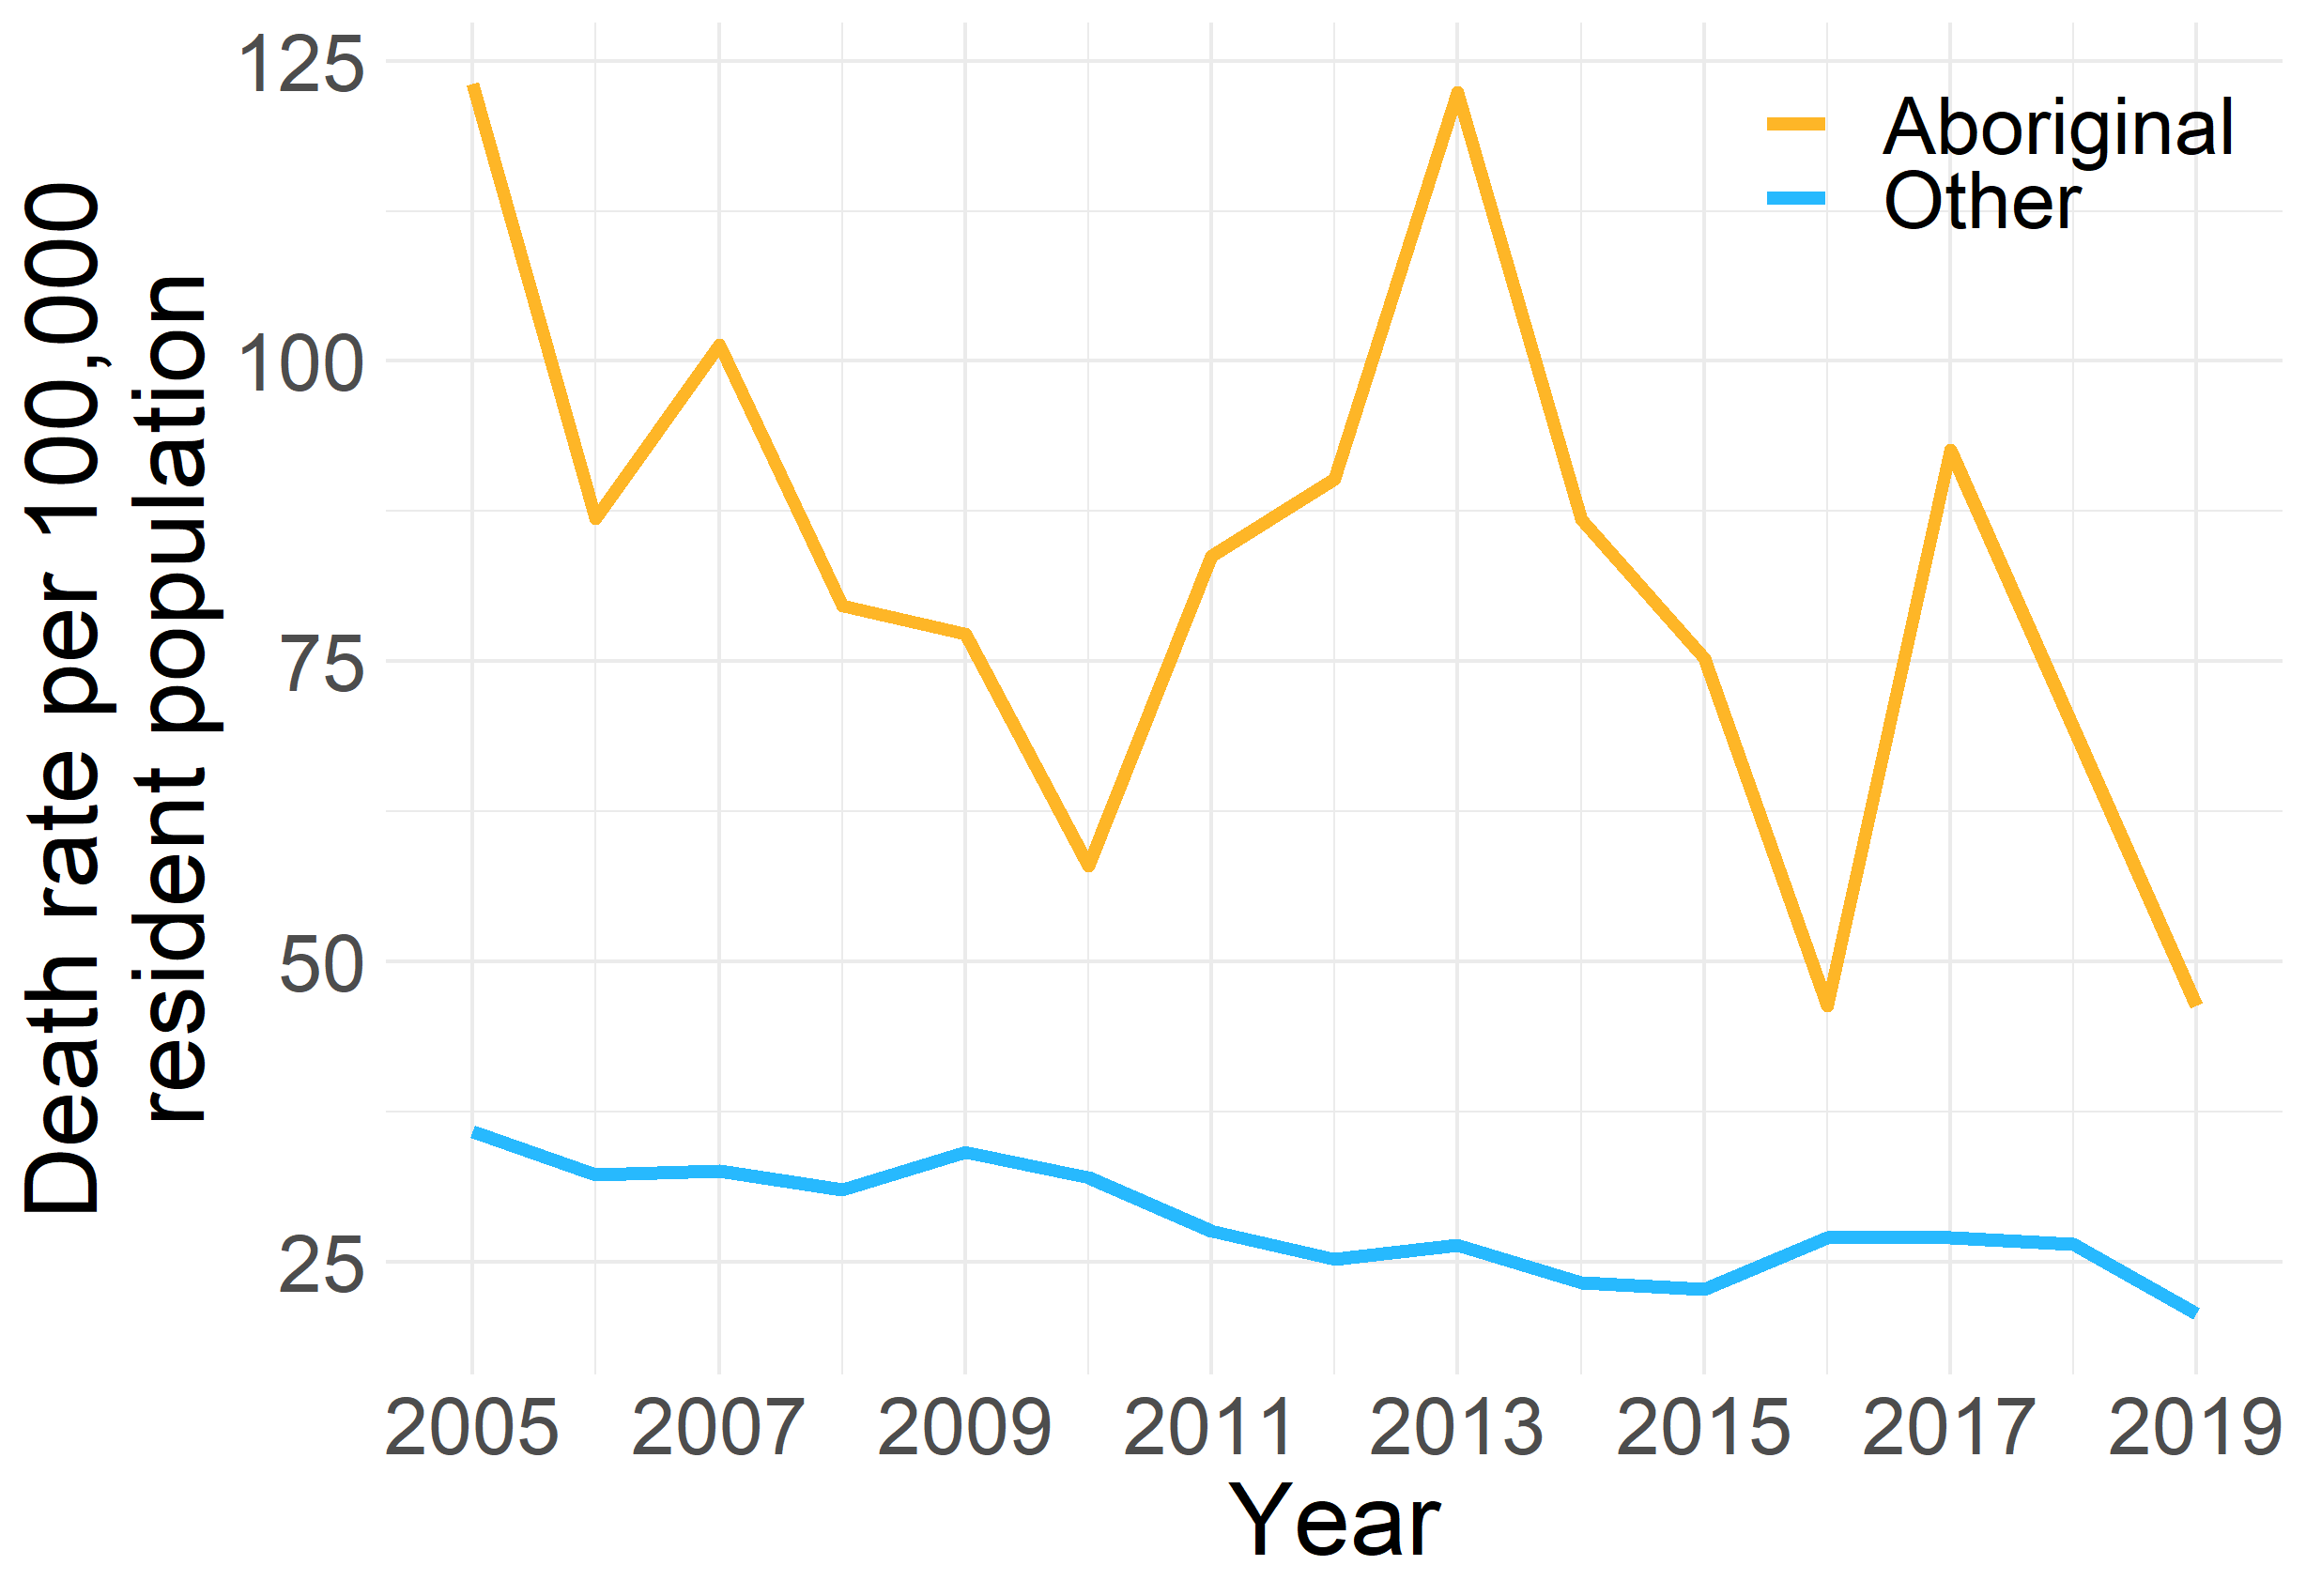 Death rate per 100,000
resident population
125
100
75
50
25
Aboriginal
Other
2005 2007 2009 2011 2013 2015 2017 2019
Year